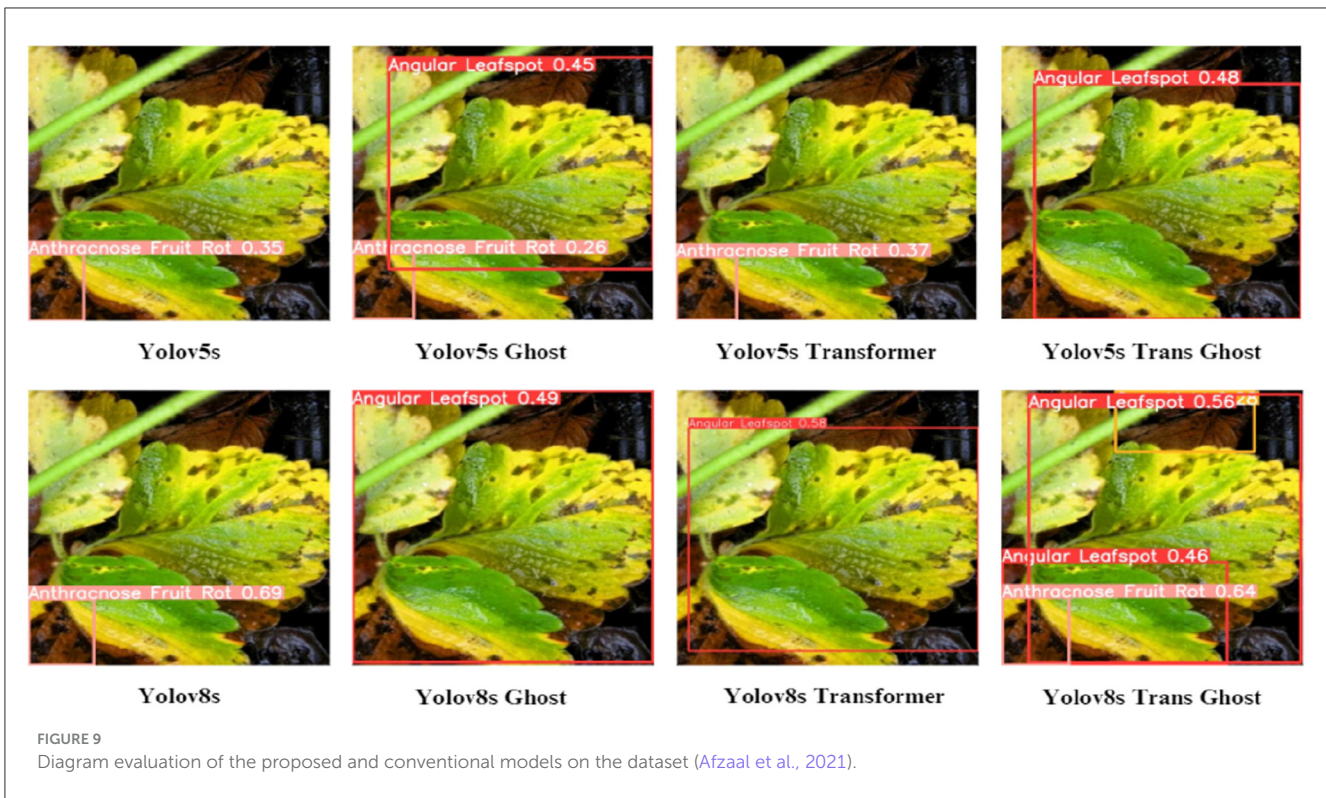 Angular Leafspot 0.45
Angular Leafspot 0.48
Anthracnose Fruit Rot 0.35
Anthracnose Fruit Rot 0.26
Anthracnose Fruit Rot 0.37
Yolov5s
Yolov5s Ghost
Yolov5s Transformer
Yolov5s Trans Ghost
Angular Leafspot 0.49
Angular Leafspot 0.58
Angular Leafspot 0.56
Angular Leafspot 0.46
Anthracnose Fruit Rot 0.69
Anthracnose Fruit Rot 0.64
Yolov8s
Yolov8s Ghost
Yolov8s Transformer
Yolov8s Trans Ghost
FIGURE 9
Diagram evaluation of the proposed and conventional models on the dataset (Afzaal et al., 2021).